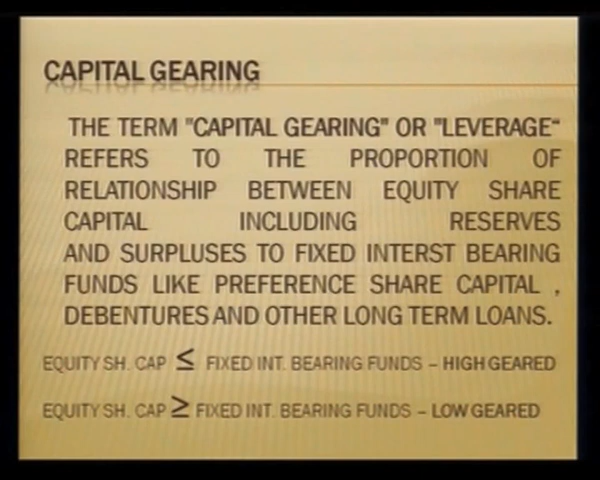 CAPITAL GEARING
THE TERM "CAPITAL GEARING" OR "LEVERAGE“
REFERS TO THE PROPORTION OF
RELATIONSHIP BETWEEN EQUITY SHARE
CAPITAL INCLUDING RESERVES
AND SURPLUSES TO FIXED INTERST BEARING
FUNDS LIKE PREFERENCE SHARE CAPITAL ,
DEBENTURES AND OTHER LONG TERM LOANS.
EQUITY SH. CAP ≤ FIXED INT. BEARING FUNDS – HIGH GEARED
EQUITY SH. CAP ≥ FIXED INT. BEARING FUNDS – LOW GEARED